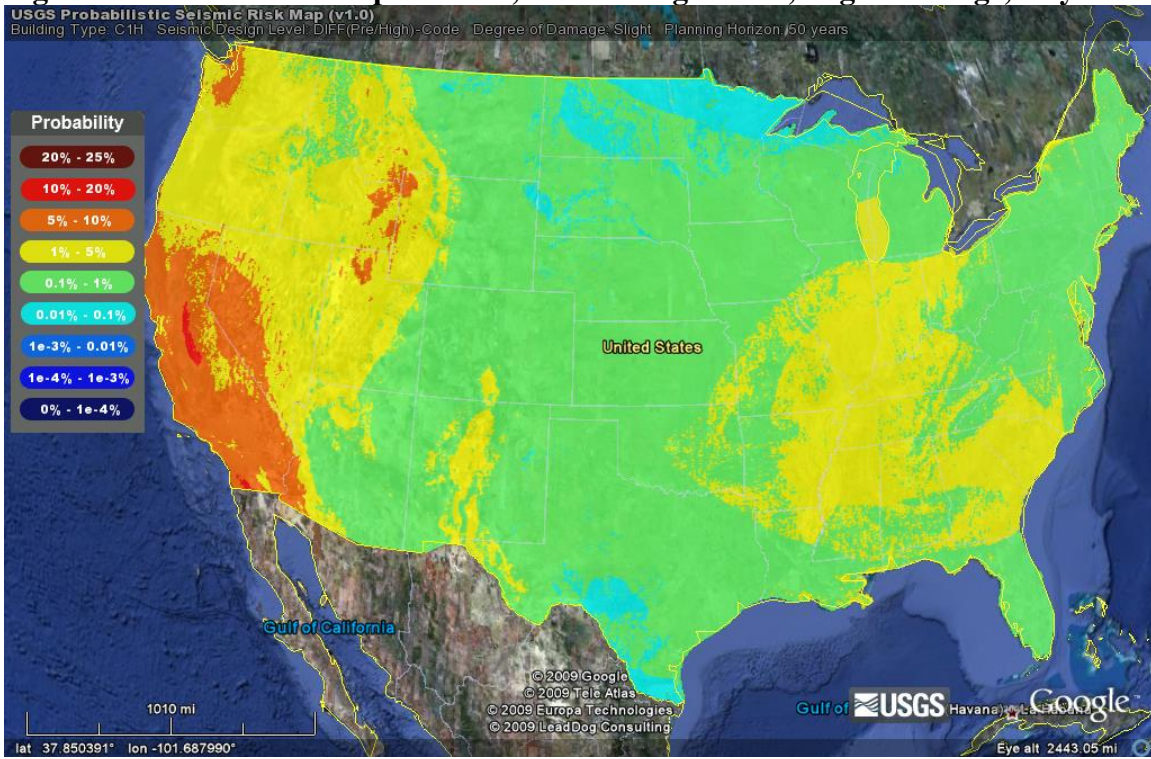 USGS Probabilistic Seismic Risk Map (v1.0)
Building Type: C1H Seismic Design Level: DIFF(Pre/High)-Code Degree of Damage: Slight Planning Horizon: 50 years
Probability
20% - 25%
10% - 20%
5% - 10%
1% - 5%
0.1% - 1%
0.01% - 0.1%
1e-3% - 0.01%
1e-4% - 1e-3%
0% - 1e-4%
United States
Gulf of California
© 2009 Google
© 2009 Tele Atlas
© 2009 Europa Technologies
© 2009 LeadDog Consulting
Gulf of
USGS
Havana
Google
1010 mi
lat 37.850391° lon -101.687990°
Eye alt 2443.05 mi